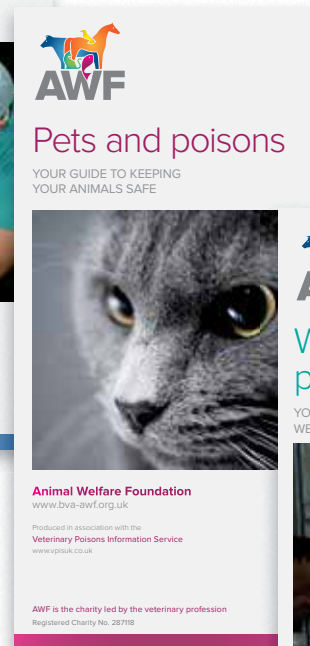 AWF
Pets and poisons
YOUR GUIDE TO KEEPING
YOUR ANIMALS SAFE
Animal Welfare Foundation
www.bva-awf.org.uk
Produced in association with the
Veterinary Poisons Information Service
www.vpisuk.co.uk
AWF is the charity led by the veterinary profession
Registered Charity No. 287118